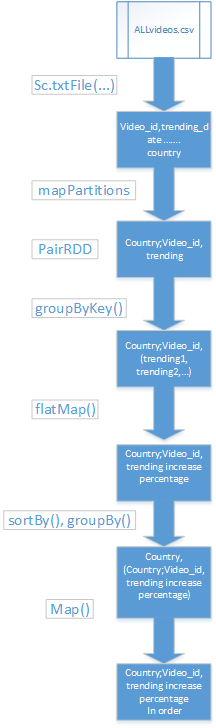 ALLvideos.csv
Sc.txtFile(...)
Video_id,trending_d
ate .......
country
mapPartitions
PairRDD
Country;Video_id,
trending
groupByKey()
Country;Video_id,
(trending1,
trending2,...)
flatMap()
Country;Video_id,
trending increase
percentage
sortBy(), groupBy()
Country,
(Country;Video_id,
trending increase
percentage)
Map()
Country;Video_id,
trending increase
percentage
In order